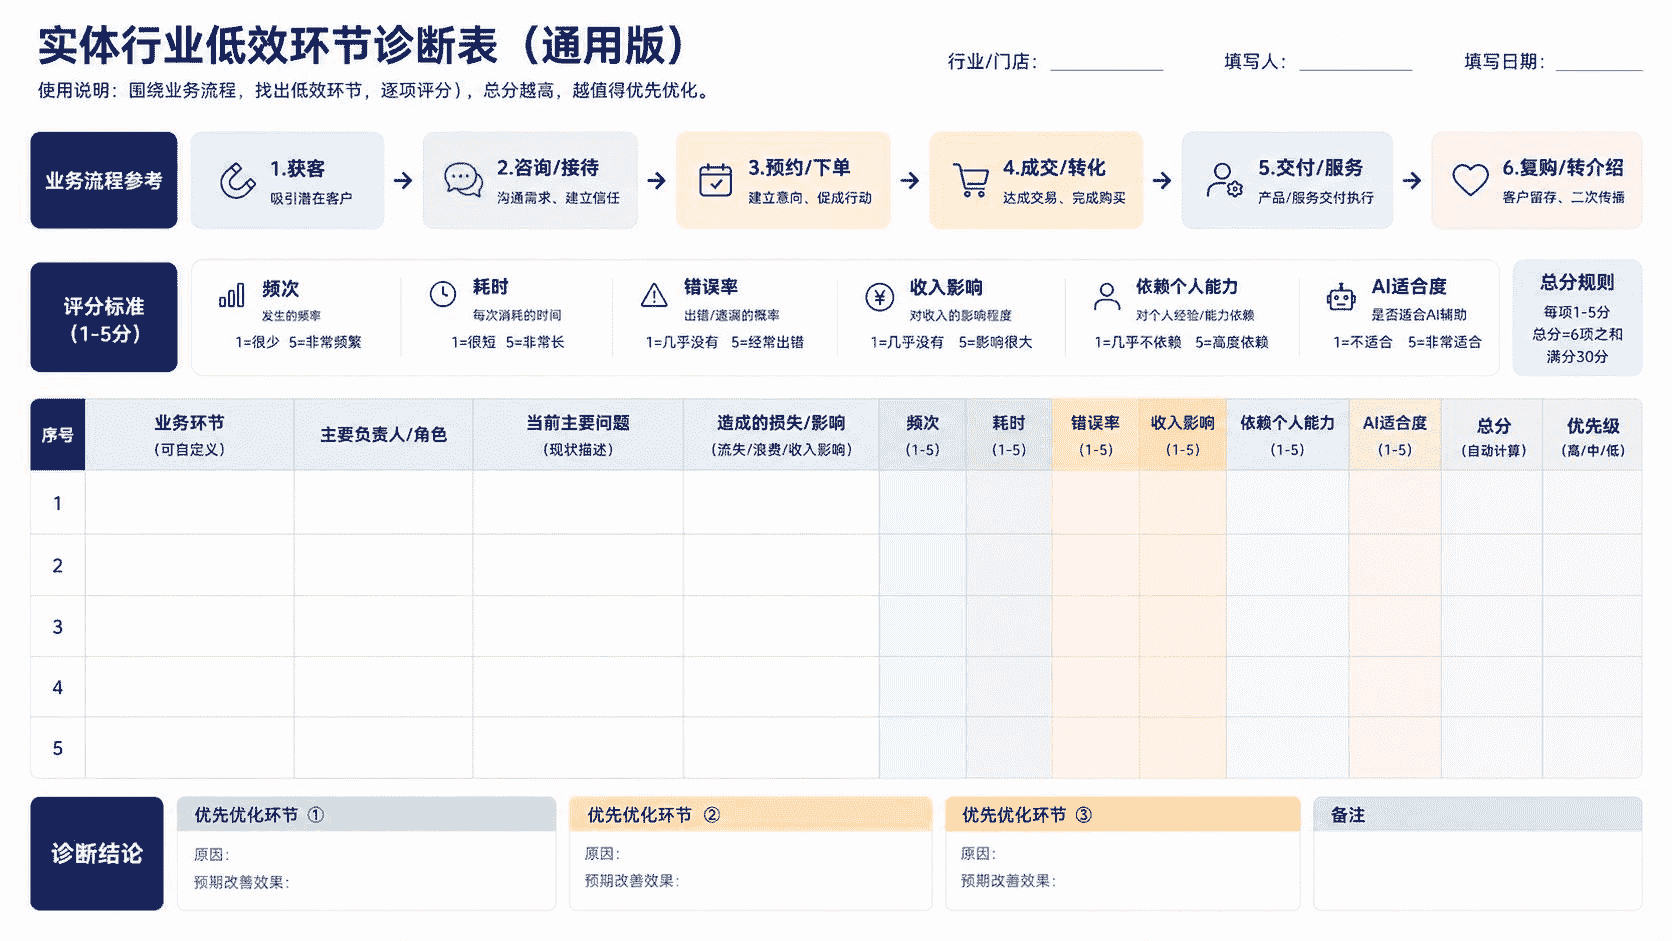 实体行业低效环节诊断表（通用版）
行业/门店：__________ 填写人：__________ 填写日期：________
使用说明：围绕业务流程，找出低效环节，逐项评分），总分越高，越值得优先优化。
业务流程参考
1.获客
吸引潜在客户
2.咨询/接待
沟通需求、建立信任
3.预约/下单
建立意向、促成行动
4.成交/转化
达成交易、完成购买
5.交付/服务
产品/服务交付执行
6.复购/转介绍
客户留存、二次传播
评分标准
（1-5分）
频次
发生的频率
1=很少 5=非常频繁
耗时
每次消耗的时间
1=很短 5=非常长
错误率
出错/遗漏的概率
1=几乎没有 5=经常出错
收入影响
对收入的影响程度
1=几乎没有 5=影响很大
依赖个人能力
对个人经验/能力依赖
1=几乎不依赖 5=高度依赖
AI适合度
是否适合AI辅助
1=不适合 5=非常适合
总分规则
每项1-5分
总分=6项之和
满分30分
序号
业务环节
（可自定义）
主要负责人/角色
当前主要问题
（现状描述）
造成的损失/影响
（流失/浪费/收入影响）
频次
（1-5）
耗时
（1-5）
错误率
（1-5）
收入影响
（1-5）
依赖个人能力
（1-5）
AI适合度
（1-5）
总分
（自动计算）
优先级
（高/中/低）
1
2
3
4
5
诊断结论
优先优化环节 ①
原因：
预期改善效果：
优先优化环节 ②
原因：
预期改善效果：
优先优化环节 ③
原因：
预期改善效果：
备注